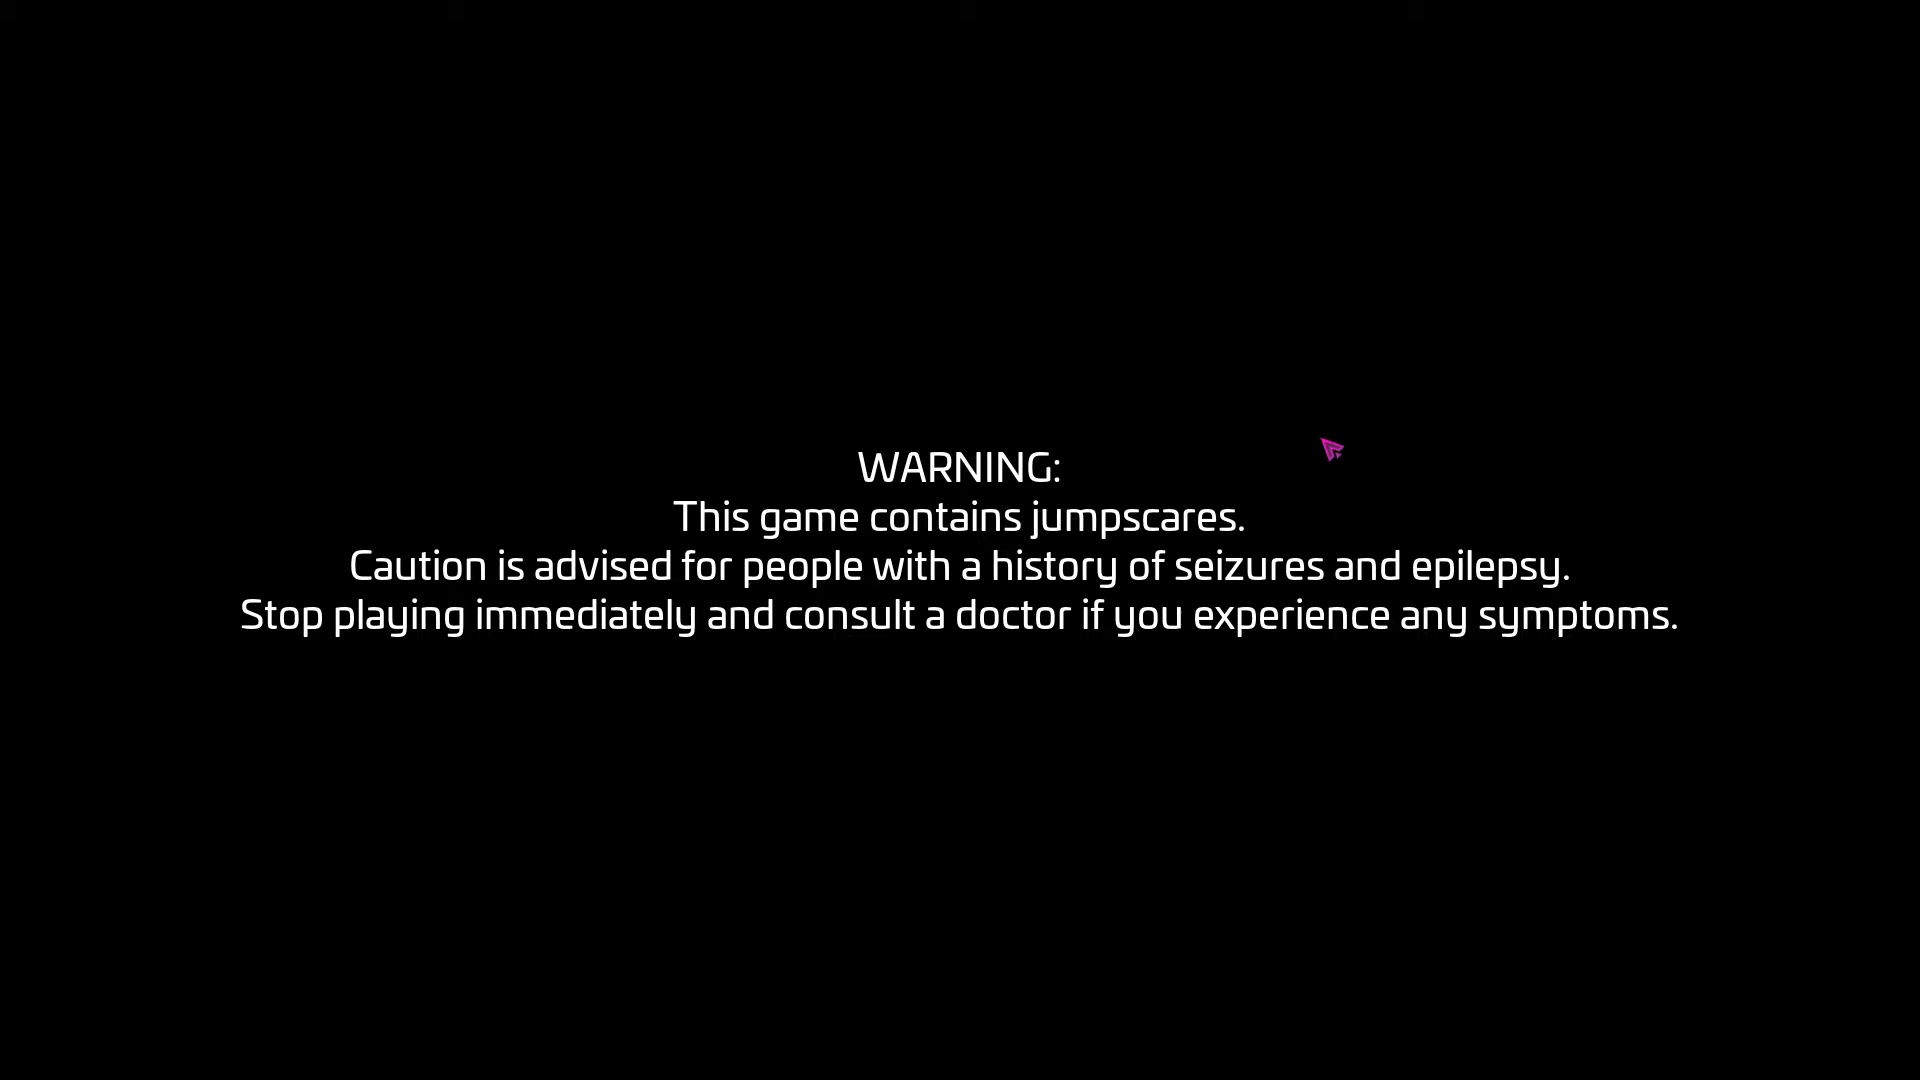 WARNING:
This game contains jumpscares.
Caution is advised for people with a history of seizures and epilepsy.
Stop playing immediately and consult a doctor if you experience any symptoms.